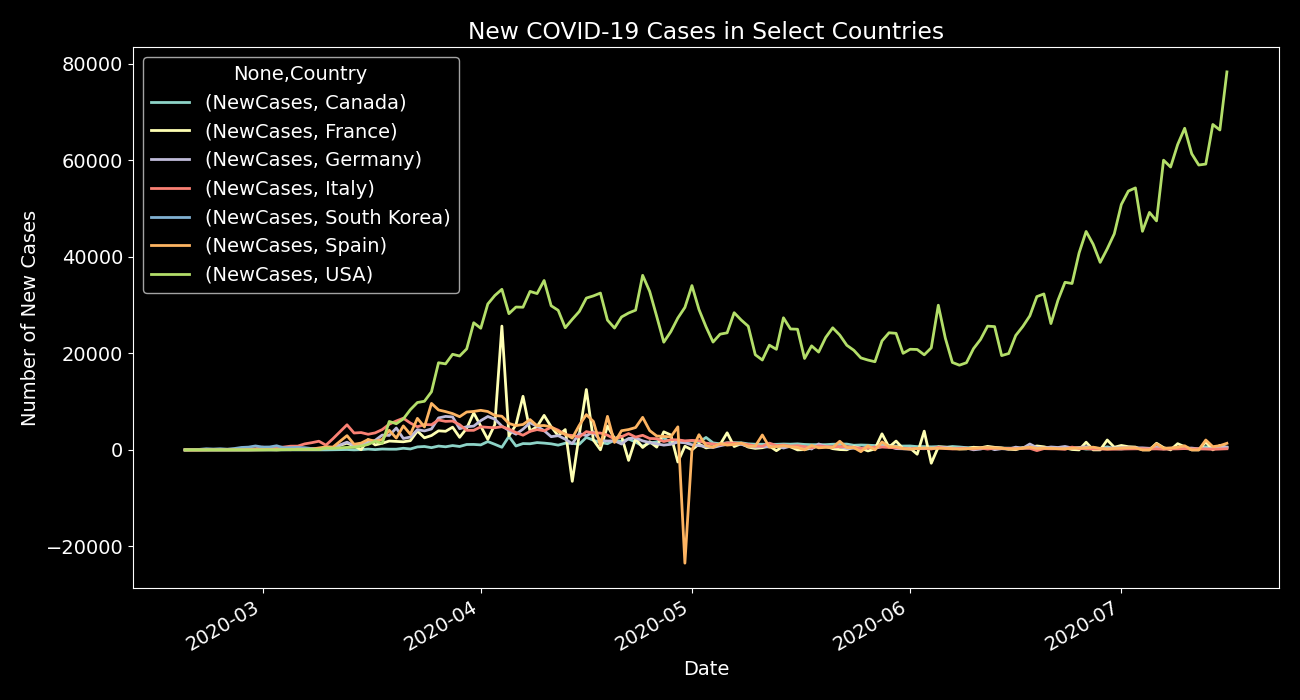 New COVID-19 Cases in Select Countries
None,Country
(NewCases, Canada)
(NewCases, France)
(NewCases, Germany)
(NewCases, Italy)
(NewCases, South Korea)
(NewCases, Spain)
(NewCases, USA)
Number of New Cases
80000
60000
40000
20000
0
−20000
2020-03
2020-04
2020-05
2020-06
2020-07
Date